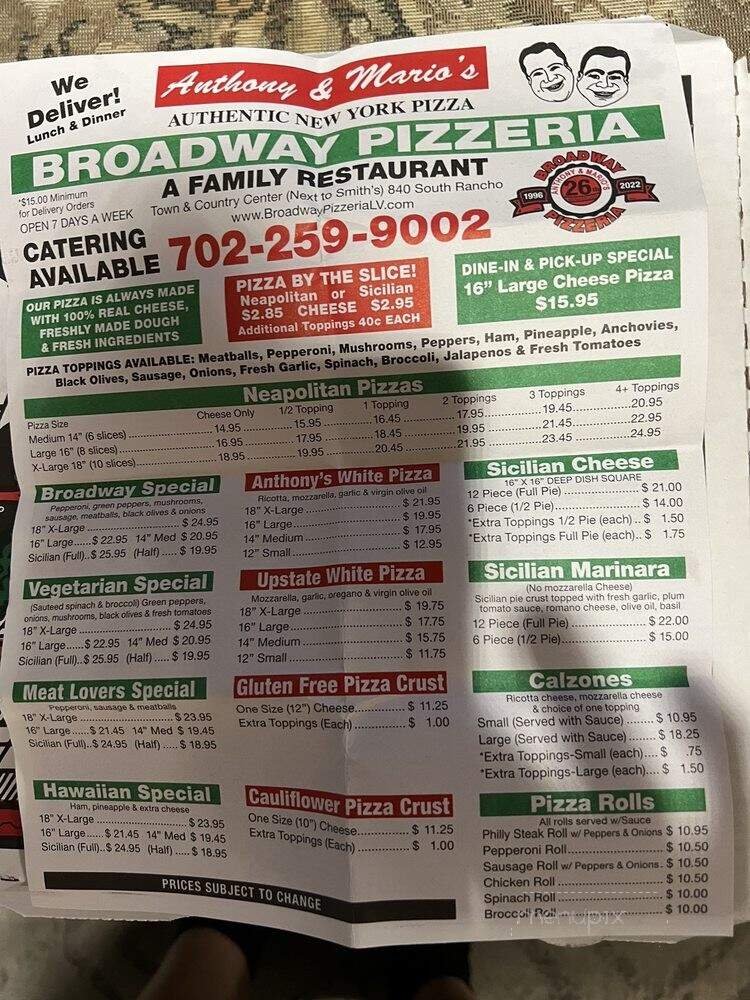 We
Deliver!
Lunch & Dinner
Anthony & Mario's
AUTHENTIC NEW YORK PIZZA
BROADWAY PIZZERIA
A FAMILY RESTAURANT
*$15.00 Minimum
for Delivery Orders
OPEN 7 DAYS A WEEK
Town & Country Center (Next to Smith's) 840 South Rancho
www.BroadwayPizzeriaLV.com
BROADWAY
ANTHONY & MARIO'S
1996 26 2022
PIZZERIA
CATERING
AVAILABLE
702-259-9002
OUR PIZZA IS ALWAYS MADE
WITH 100% REAL CHEESE,
FRESHLY MADE DOUGH
& FRESH INGREDIENTS
PIZZA BY THE SLICE!
Neapolitan or Sicilian
$2.85 CHEESE $2.95
Additional Toppings 40c EACH
DINE-IN & PICK-UP SPECIAL
16" Large Cheese Pizza
$15.95
PIZZA TOPPINGS AVAILABLE: Meatballs, Pepperoni, Mushrooms, Peppers, Ham, Pineapple, Anchovies,
Black Olives, Sausage, Onions, Fresh Garlic, Spinach, Broccoli, Jalapenos & Fresh Tomatoes
Neapolitan Pizzas
Pizza Size Cheese Only 1/2 Topping 1 Topping 2 Toppings 3 Toppings 4+ Toppings
Medium 14" (6 slices) 14.95 15.95 16.45 17.95 19.45 20.95
Large 16" (8 slices) 16.95 17.95 18.45 19.95 21.45 22.95
X-Large 18" (10 slices) 18.95 19.95 20.45 21.95 23.45 24.95
Broadway Special
Pepperoni, green peppers, mushrooms,
sausage, meatballs, black olives & onions
18" X-Large $ 24.95
16" Large $ 22.95 14" Med $ 20.95
Sicilian (Full)..$ 25.95 (Half) $ 19.95
Vegetarian Special
(Sauteed spinach & broccoli) Green peppers,
onions, mushrooms, black olives & fresh tomatoes
18" X-Large $ 24.95
16" Large $ 22.95 14" Med $ 20.95
Sicilian (Full)..$ 25.95 (Half) $ 19.95
Meat Lovers Special
Pepperoni, sausage & meatballs
18" X-Large $ 23.95
16" Large $ 21.45 14" Med $ 19.45
Sicilian (Full)..$ 24.95 (Half) $ 18.95
Hawaiian Special
Ham, pineapple & extra cheese
18" X-Large $ 23.95
16" Large $ 21.45 14" Med $ 19.45
Sicilian (Full)..$ 24.95 (Half) $ 18.95
Anthony's White Pizza
Ricotta, mozzarella, garlic & virgin olive oil
18" X-Large $ 21.95
16" Large $ 19.95
14" Medium $ 17.95
12" Small $ 12.95
Upstate White Pizza
Mozzarella, garlic, oregano & virgin olive oil
18" X-Large $ 19.75
16" Large $ 17.75
14" Medium $ 15.75
12" Small $ 11.75
Gluten Free Pizza Crust
One Size (12") Cheese $ 11.25
Extra Toppings (Each) $ 1.00
Cauliflower Pizza Crust
One Size (10") Cheese $ 11.25
Extra Toppings (Each) $ 1.00
Sicilian Cheese
16" X 16" DEEP DISH SQUARE
12 Piece (Full Pie) $ 21.00
6 Piece (1/2 Pie) $ 14.00
*Extra Toppings 1/2 Pie (each).. $ 1.50
*Extra Toppings Full Pie (each).. $ 1.75
Sicilian Marinara
(No mozzarella Cheese)
Sicilian pie crust topped with fresh garlic, plum
tomato sauce, romano cheese, olive oil, basil
12 Piece (Full Pie) $ 22.00
6 Piece (1/2 Pie) $ 15.00
Calzones
Ricotta cheese, mozzarella cheese
& choice of one topping
Small (Served with Sauce) $ 10.95
Large (Served with Sauce) $ 18.25
*Extra Toppings-Small (each) $ .75
*Extra Toppings-Large (each) $ 1.50
Pizza Rolls
All rolls served w/Sauce
Philly Steak Roll w/ Peppers & Onions $ 10.95
Pepperoni Roll $ 10.50
Sausage Roll w/ Peppers & Onions $ 10.50
Chicken Roll $ 10.50
Spinach Roll $ 10.00
Broccoli Roll $ 10.00
PRICES SUBJECT TO CHANGE
menupix